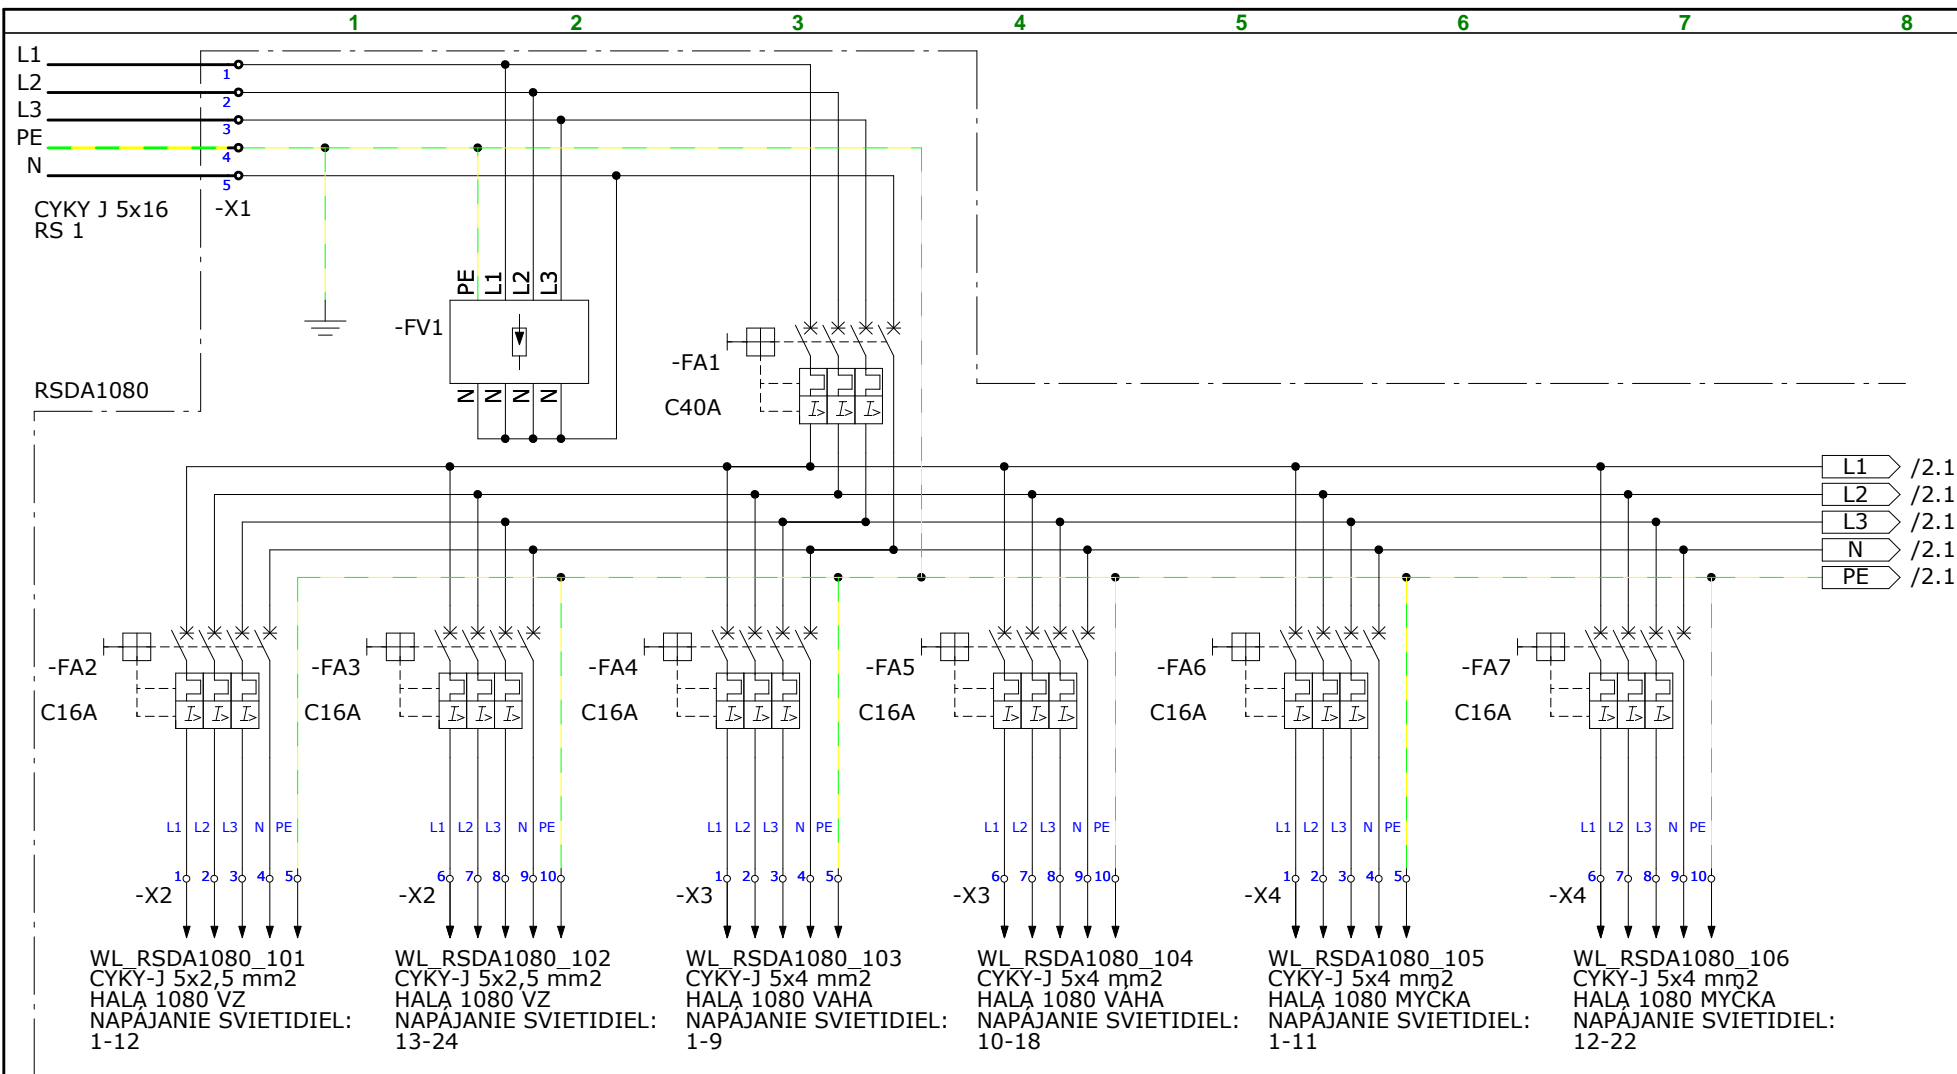 1 2 3 4 5 6 7 8
L1
1
L2
2
L3
3
PE
4
N
5
CYKY J 5x16
RS 1
-X1
PE L1 L2 L3
-FV1
N N N N
-FA1
C40A
I> I> I>
RSDA1080
L1 /2.1
L2 /2.1
L3 /2.1
N /2.1
PE /2.1
-FA2
C16A
I> I> I>
L1 L2 L3 N PE
1 2 3 4 5
-X2
WL_RSDA1080_101
CYKY-J 5x2,5 mm2
HALA 1080 VZ
NAPÁJANIE SVIETIDIEL:
1-12
-FA3
C16A
I> I> I>
L1 L2 L3 N PE
6 7 8 9 10
-X2
WL_RSDA1080_102
CYKY-J 5x2,5 mm2
HALA 1080 VZ
NAPÁJANIE SVIETIDIEL:
13-24
-FA4
C16A
I> I> I>
L1 L2 L3 N PE
1 2 3 4 5
-X3
WL_RSDA1080_103
CYKY-J 5x4 mm2
HALA 1080 VÁHA
NAPÁJANIE SVIETIDIEL:
1-9
-FA5
C16A
I> I> I>
L1 L2 L3 N PE
6 7 8 9 10
-X3
WL_RSDA1080_104
CYKY-J 5x4 mm2
HALA 1080 VÁHA
NAPÁJANIE SVIETIDIEL:
10-18
-FA6
C16A
I> I> I>
L1 L2 L3 N PE
1 2 3 4 5
-X4
WL_RSDA1080_105
CYKY-J 5x4 mm2
HALA 1080 MYČKA
NAPÁJANIE SVIETIDIEL:
1-11
-FA7
C16A
I> I> I>
L1 L2 L3 N PE
6 7 8 9 10
-X4
WL_RSDA1080_106
CYKY-J 5x4 mm2
HALA 1080 MYČKA
NAPÁJANIE SVIETIDIEL:
12-22